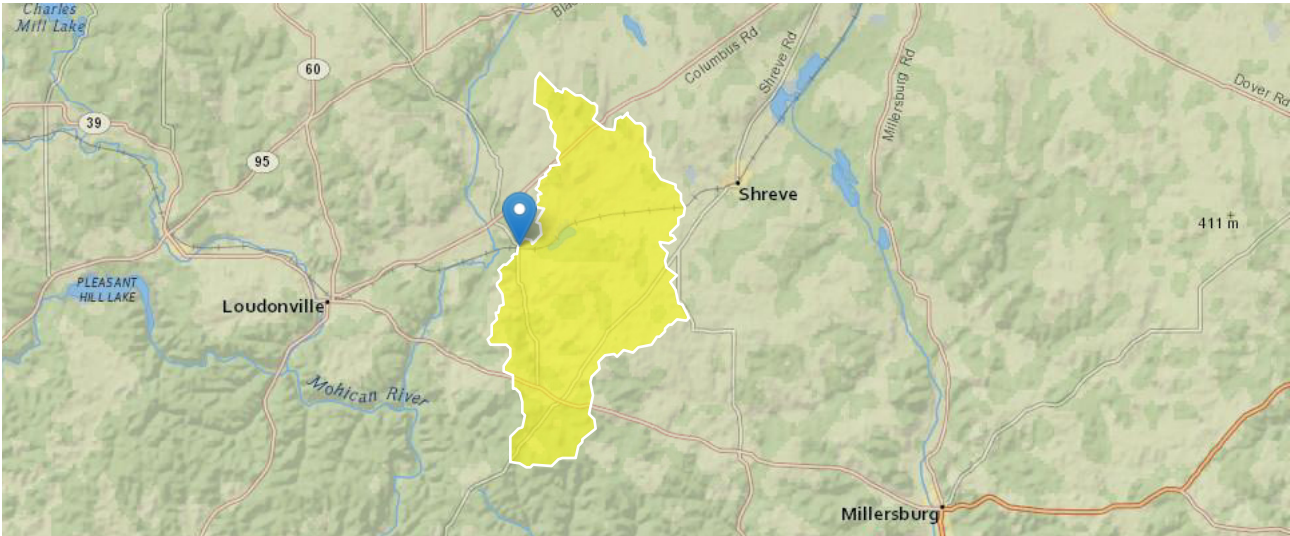 Charles
Mill Lake
60
39
95
Columbus Rd
Shreve Rd
Millersburg Rd
Dover Rd
Shreve
411 m
PLEASANT
HILL LAKE
Loudonville
Mohican River
Millersburg